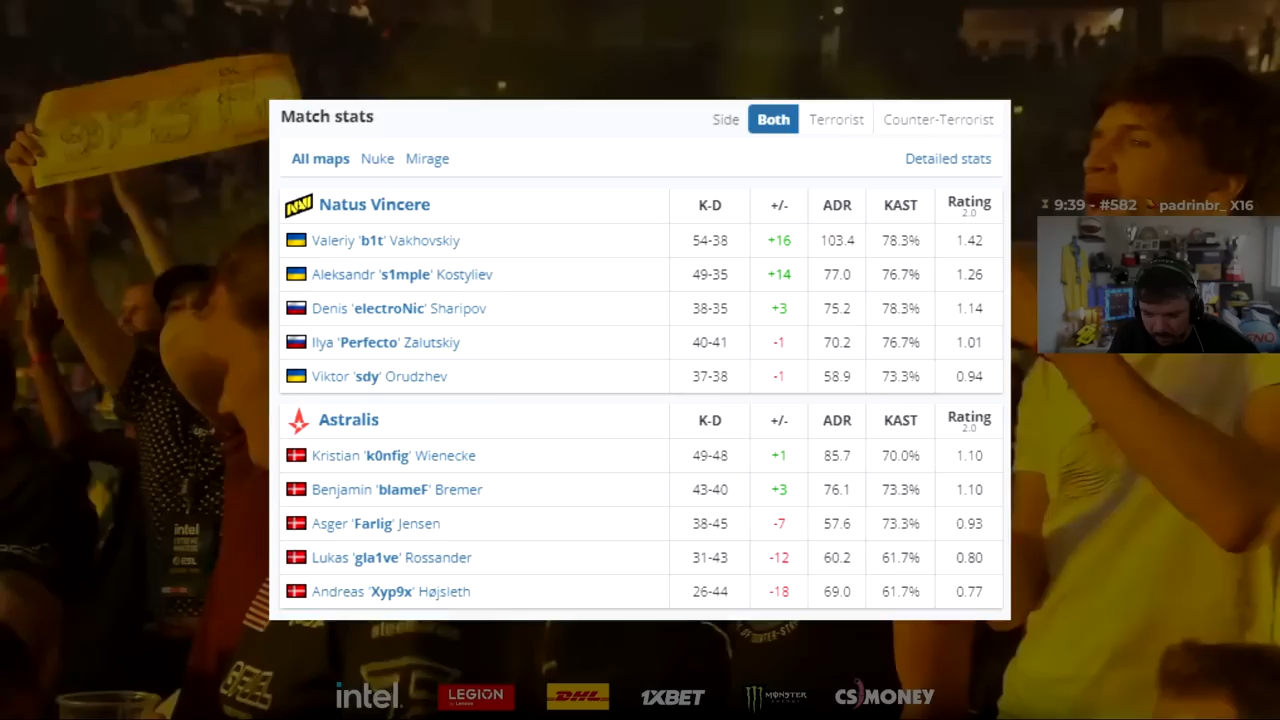 Match stats
Side Both Terrorist Counter-Terrorist
All maps Nuke Mirage Detailed stats
Natus Vincere K-D +/- ADR KAST Rating 2.0
Valeriy 'b1t' Vakhovskiy 54-38 +16 103.4 78.3% 1.42
Aleksandr 's1mple' Kostyliev 49-35 +14 77.0 76.7% 1.26
Denis 'electroNic' Sharipov 38-35 +3 75.2 78.3% 1.14
Ilya 'Perfecto' Zalutskiy 40-41 -1 70.2 76.7% 1.01
Viktor 'sdy' Orudzhev 37-38 -1 58.9 73.3% 0.94
Astralis K-D +/- ADR KAST Rating 2.0
Kristian 'k0nfig' Wienecke 49-48 +1 85.7 70.0% 1.10
Benjamin 'blameF' Bremer 43-40 +3 76.1 73.3% 1.10
Asger 'Farlig' Jensen 38-45 -7 57.6 73.3% 0.93
Lukas 'gla1ve' Rossander 31-43 -12 60.2 61.7% 0.80
Andreas 'Xyp9x' Højsleth 26-44 -18 69.0 61.7% 0.77
9:39 - #582 padrinbr_ X16
intel
ESL
intel. LEGION by Lenovo DHL 1XBET MONSTER ENERGY CS MONEY